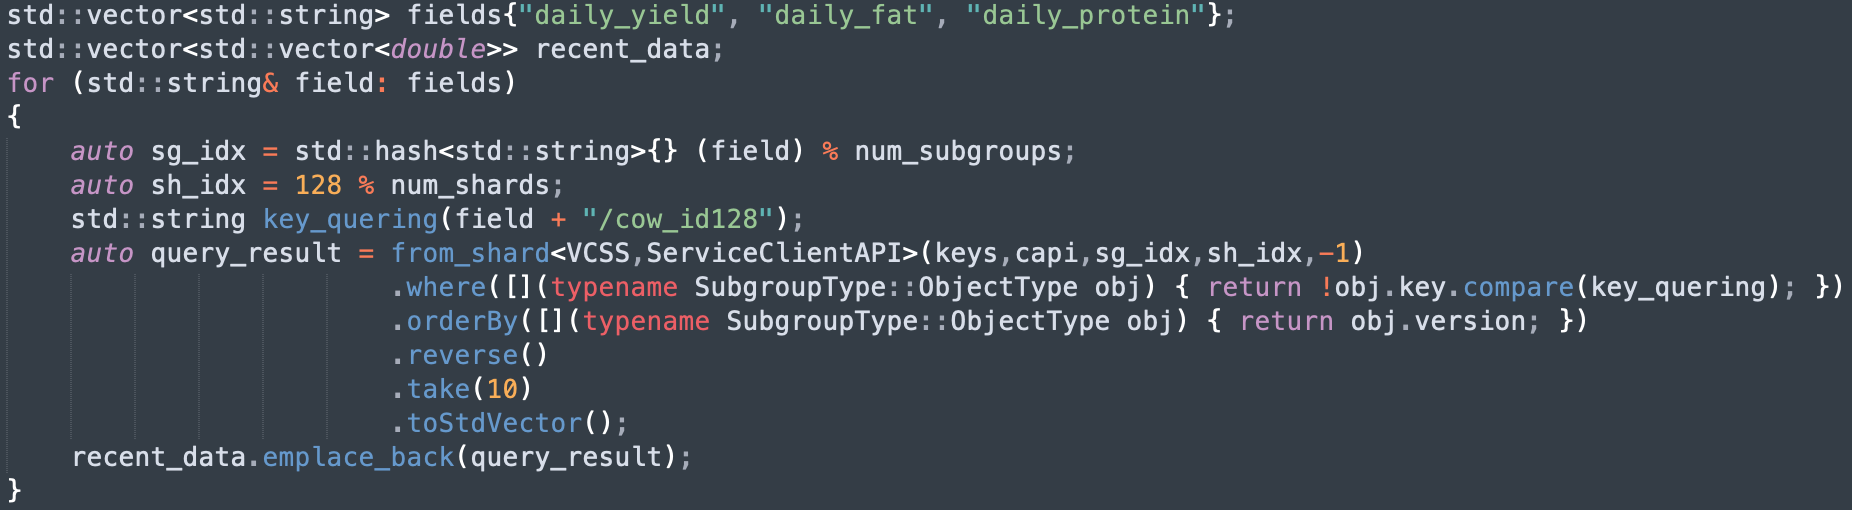 std::vector<std::string> fields{"daily_yield", "daily_fat", "daily_protein"};
std::vector<std::vector<double>> recent_data;
for (std::string& field: fields)
{
    auto sg_idx = std::hash<std::string>{} (field) % num_subgroups;
    auto sh_idx = 128 % num_shards;
    std::string key_quering(field + "/cow_id128");
    auto query_result = from_shard<VCSS,ServiceClientAPI>(keys,capi,sg_idx,sh_idx,-1)
                        .where([](typename SubgroupType::ObjectType obj) { return !obj.key.compare(key_quering); })
                        .orderBy([](typename SubgroupType::ObjectType obj) { return obj.version; })
                        .reverse()
                        .take(10)
                        .toStdVector();
    recent_data.emplace_back(query_result);
}